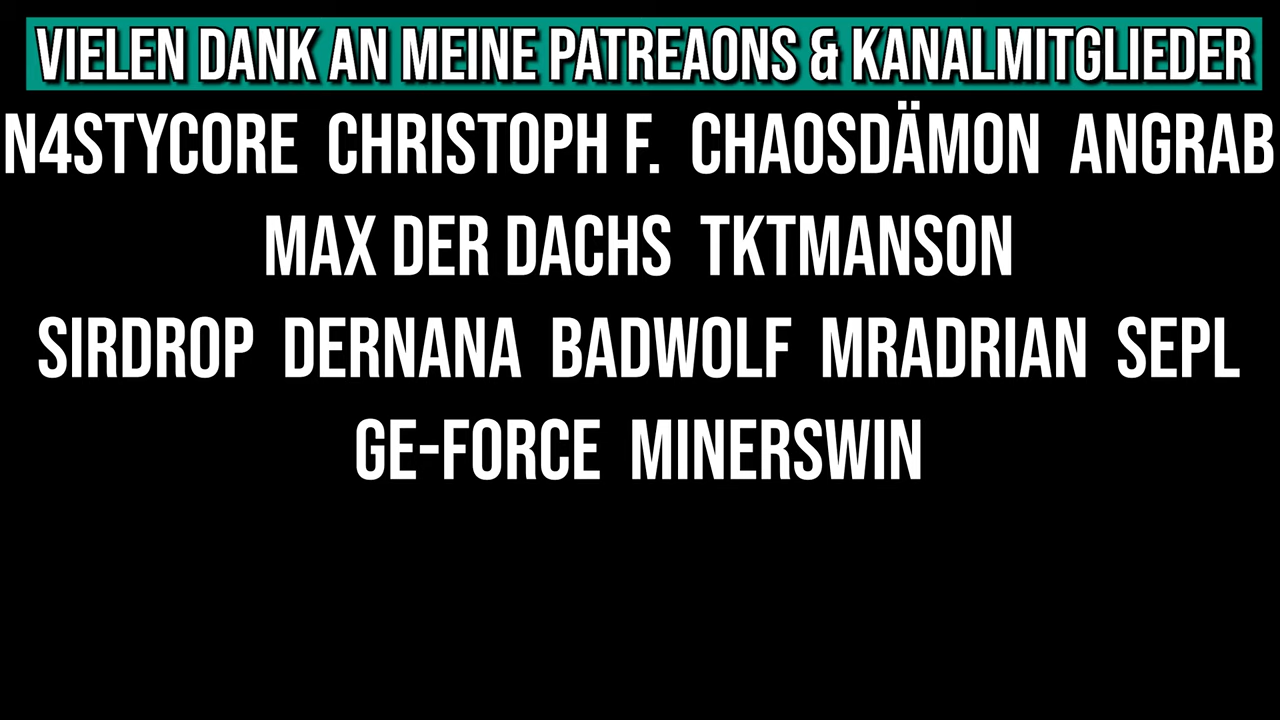 VIELEN DANK AN MEINE PATREAONS & KANALMITGLIEDER
N4STYCORE CHRISTOPH F. CHAOSDÄMON ANGRAB
MAX DER DACHS TKTMANSON
SIRDROP DERNANA BADWOLF MRADRIAN SEPL
GE-FORCE MINERSWIN